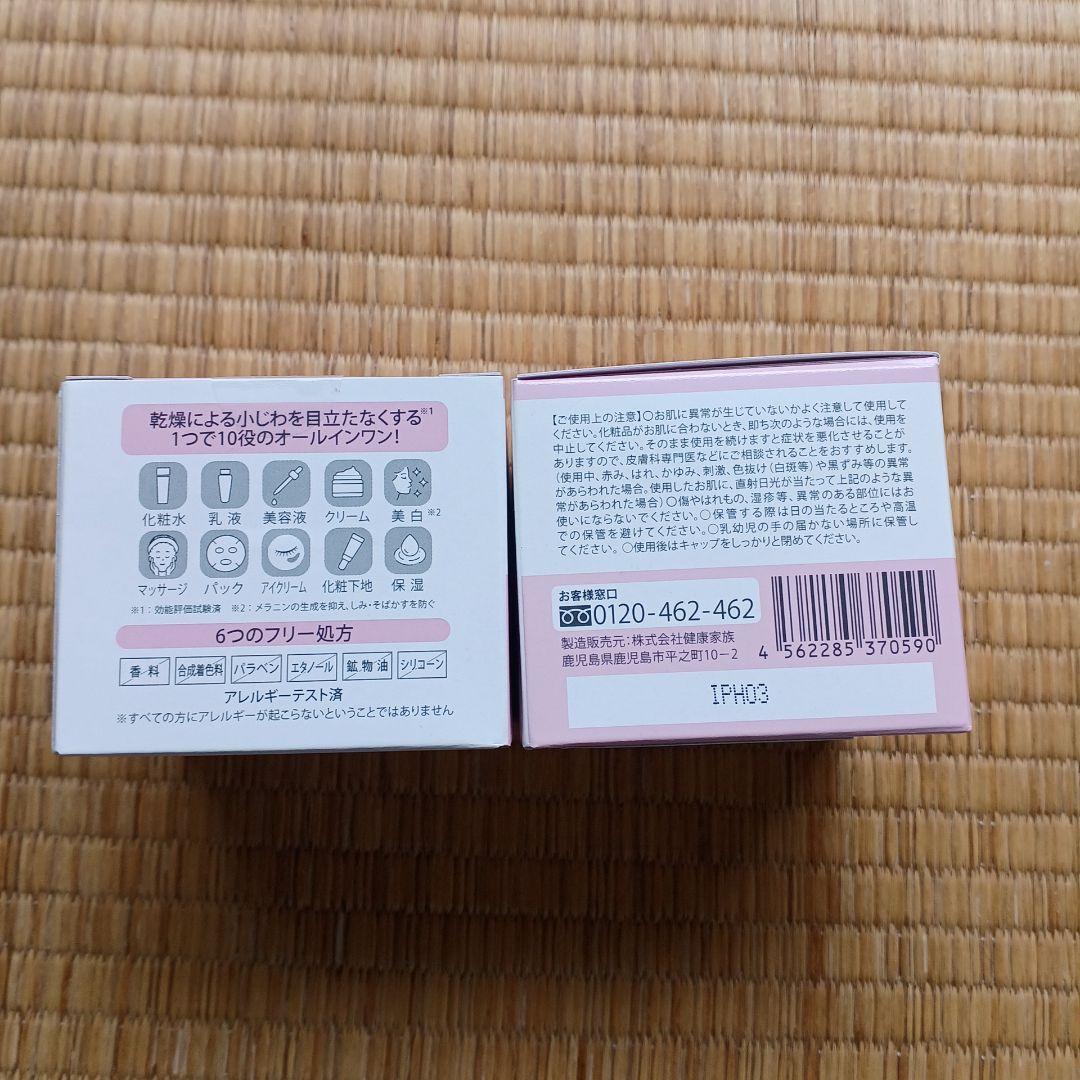 乾燥による小じわを目立たなくする※1
1つで10役のオールインワン!
化粧水 乳液 美容液 クリーム 美白※2
マッサージ パック アイクリーム 化粧下地 保湿
※1：効能評価試験済 ※2：メラニンの生成を抑え、しみ・そばかすを防ぐ
6つのフリー処方
香料 合成着色料 パラベン エタノール 鉱物油 シリコーン
アレルギーテスト済
※すべての方にアレルギーが起こらないということではありません
【ご使用上の注意】○お肌に異常が生じていないかよく注意して使用して
ください。化粧品がお肌に合わないとき、即ち次のような場合には、使用を
中止してください。そのまま使用を続けますと症状を悪化させることが
ありますので、皮膚科専門医などにご相談されることをおすすめします。
（使用中、赤み、はれ、かゆみ、刺激、色抜け（白斑等）や黒ずみ等の異常
があらわれた場合。使用したお肌に、直射日光が当たって上記のような異
常があらわれた場合）○傷やはれもの、湿疹等、異常のある部位にはお
使いにならないでください。○保管する際は日の当たるところや高温
での保管を避けてください。○乳幼児の手の届かない場所に保管し
てください。○使用後はキャップをしっかりと閉めてください。
お客様窓口
0120-462-462
製造販売元：株式会社健康家族
鹿児島県鹿児島市平之町10-2
4 562285 370590
IPH03